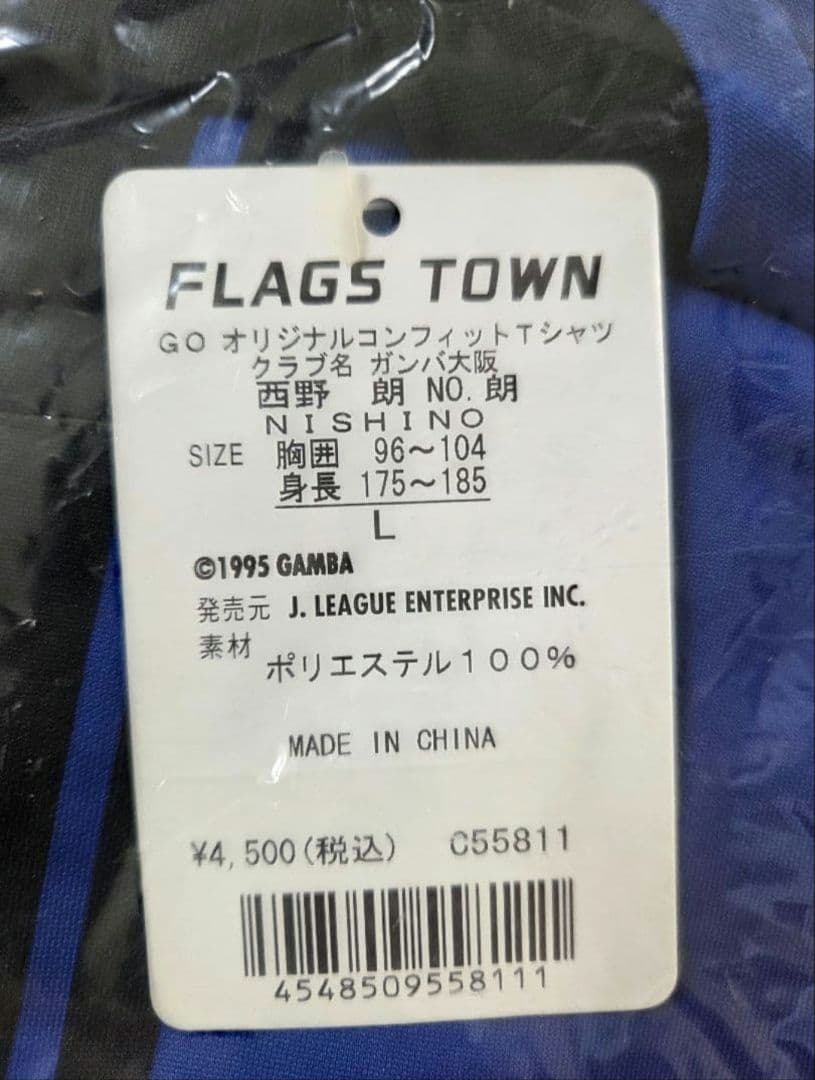 FLAGS TOWN
GO オリジナルコンフィットTシャツ
クラブ名 ガンバ大阪
西野 朗 NO. 朗
NISHINO
SIZE 胸囲 96～104
身長 175～185
L
©1995 GAMBA
発売元 J. LEAGUE ENTERPRISE INC.
素材 ポリエステル100%
MADE IN CHINA
¥4,500(税込) C55811
4548509558111